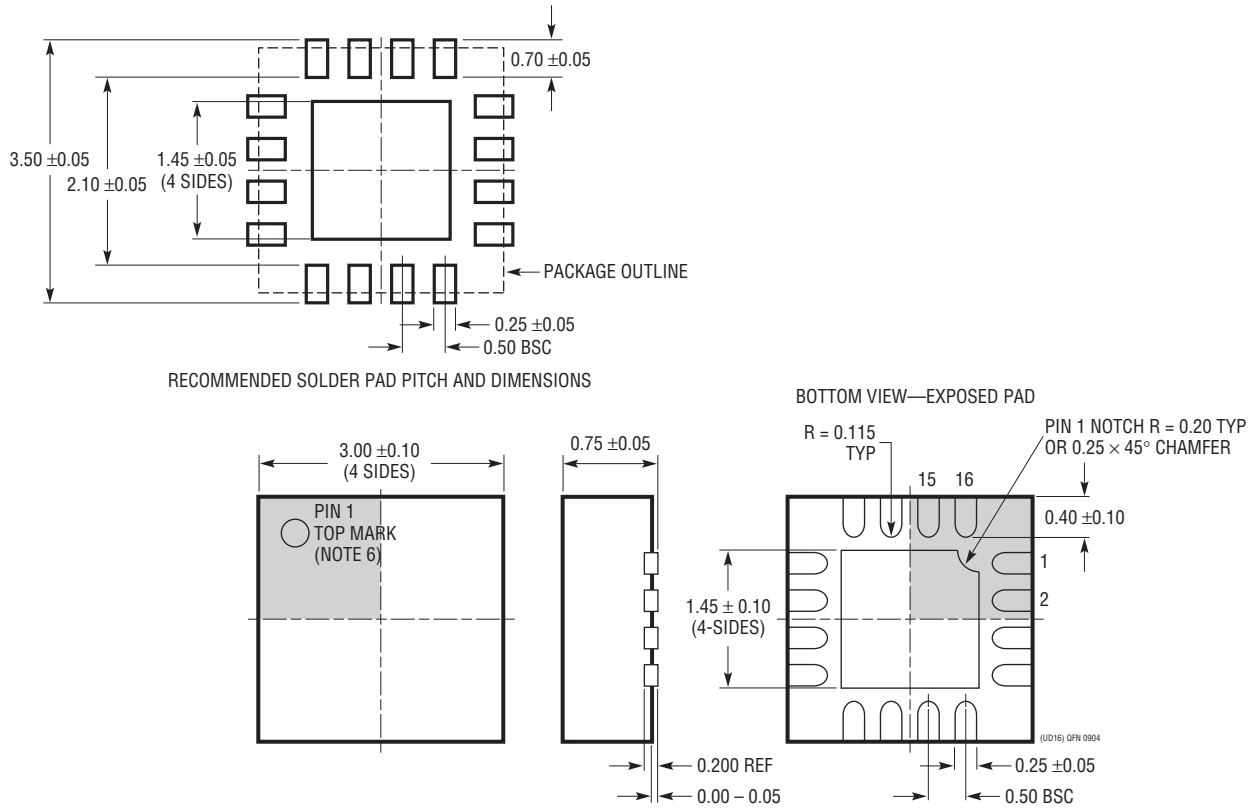 0.70 ±0.05
3.50 ±0.05
2.10 ±0.05
1.45 ±0.05
(4 SIDES)
PACKAGE OUTLINE
0.25 ±0.05
0.50 BSC
RECOMMENDED SOLDER PAD PITCH AND DIMENSIONS
3.00 ±0.10
(4 SIDES)
PIN 1
TOP MARK
(NOTE 6)
0.75 ±0.05
0.200 REF
0.00 – 0.05
BOTTOM VIEW—EXPOSED PAD
R = 0.115
TYP
PIN 1 NOTCH R = 0.20 TYP
OR 0.25 × 45° CHAMFER
15 16
0.40 ±0.10
1
2
1.45 ± 0.10
(4-SIDES)
(UD16) QFN 0904
0.25 ±0.05
0.50 BSC